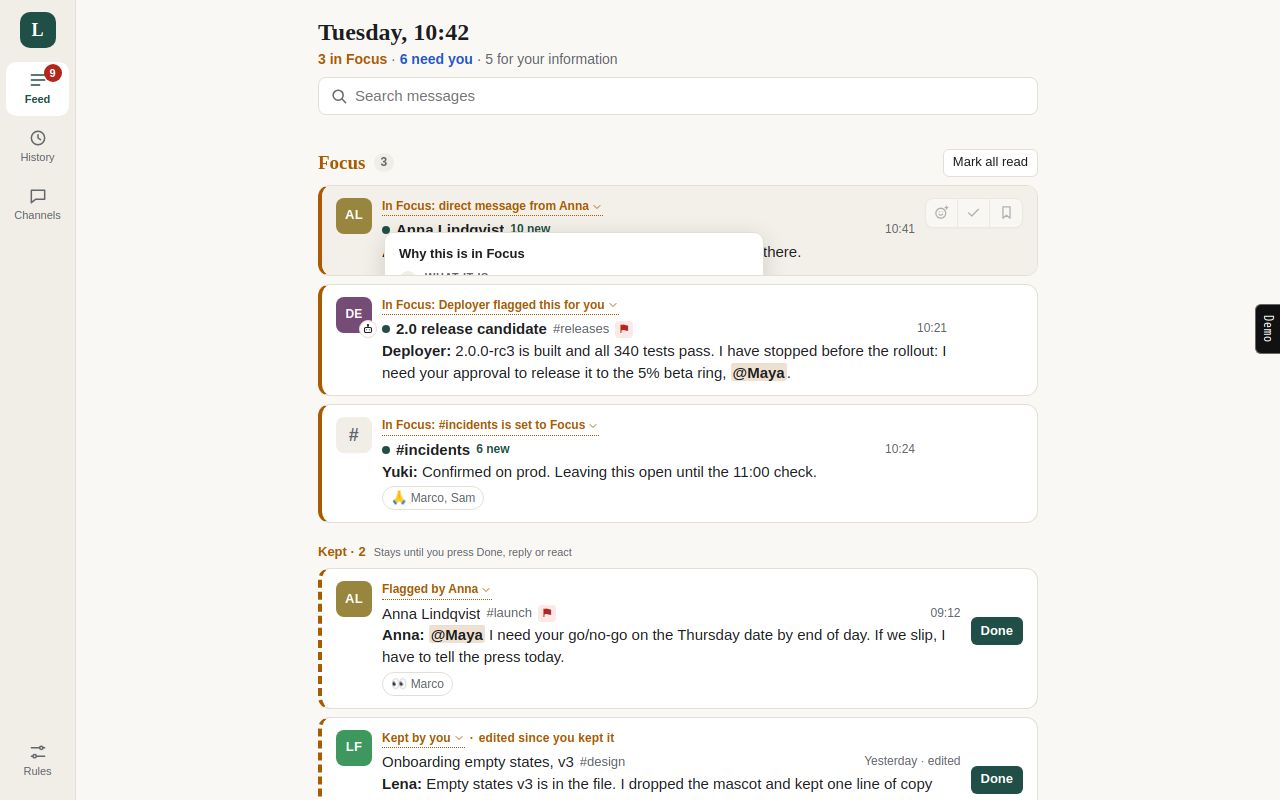 L
9
Feed
History
Channels
Rules
Tuesday, 10:42
3 in Focus · 6 need you · 5 for your information
Search messages
Focus 3
Mark all read
AL
In Focus: direct message from Anna
Anna Lindqvist 10 new
10:41
there.
Why this is in Focus
WHAT IT IS
DE
In Focus: Deployer flagged this for you
2.0 release candidate #releases
10:21
Deployer: 2.0.0-rc3 is built and all 340 tests pass. I have stopped before the rollout: I
need your approval to release it to the 5% beta ring, @Maya.
#
In Focus: #incidents is set to Focus
#incidents 6 new
10:24
Yuki: Confirmed on prod. Leaving this open until the 11:00 check.
🙏 Marco, Sam
Kept · 2 Stays until you press Done, reply or react
AL
Flagged by Anna
Anna Lindqvist #launch
09:12
Anna: @Maya I need your go/no-go on the Thursday date by end of day. If we slip, I
have to tell the press today.
👀 Marco
Done
LF
Kept by you · edited since you kept it
Onboarding empty states, v3 #design
Yesterday · edited
Lena: Empty states v3 is in the file. I dropped the mascot and kept one line of copy
Done
Demo